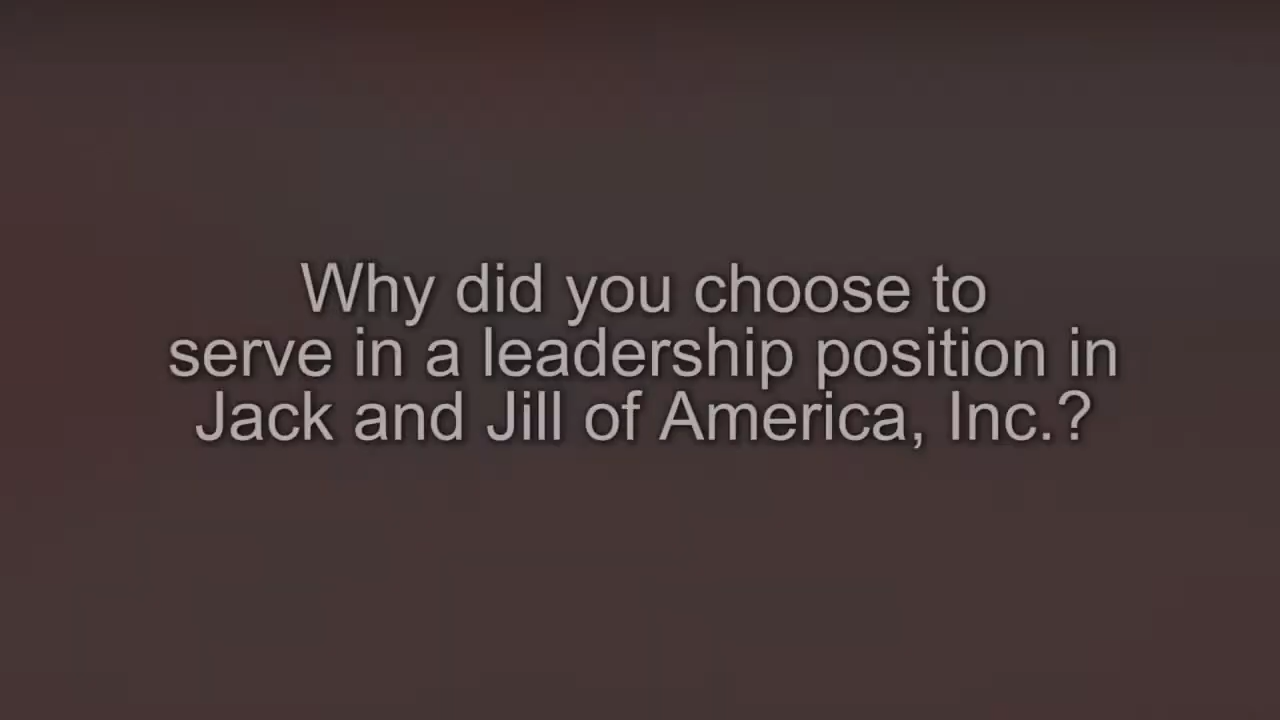 Why did you choose to
serve in a leadership position in
Jack and Jill of America, Inc.?